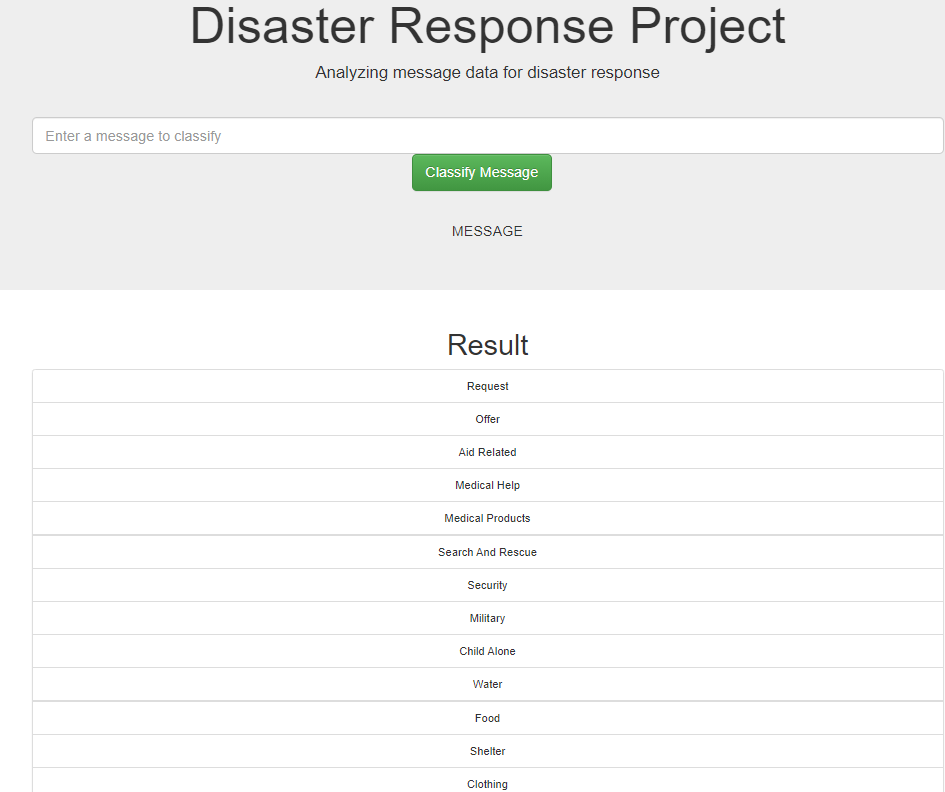 Disaster Response Project
Analyzing message data for disaster response
Enter a message to classify
Classify Message
MESSAGE
Result
Request
Offer
Aid Related
Medical Help
Medical Products
Search And Rescue
Security
Military
Child Alone
Water
Food
Shelter
Clothing